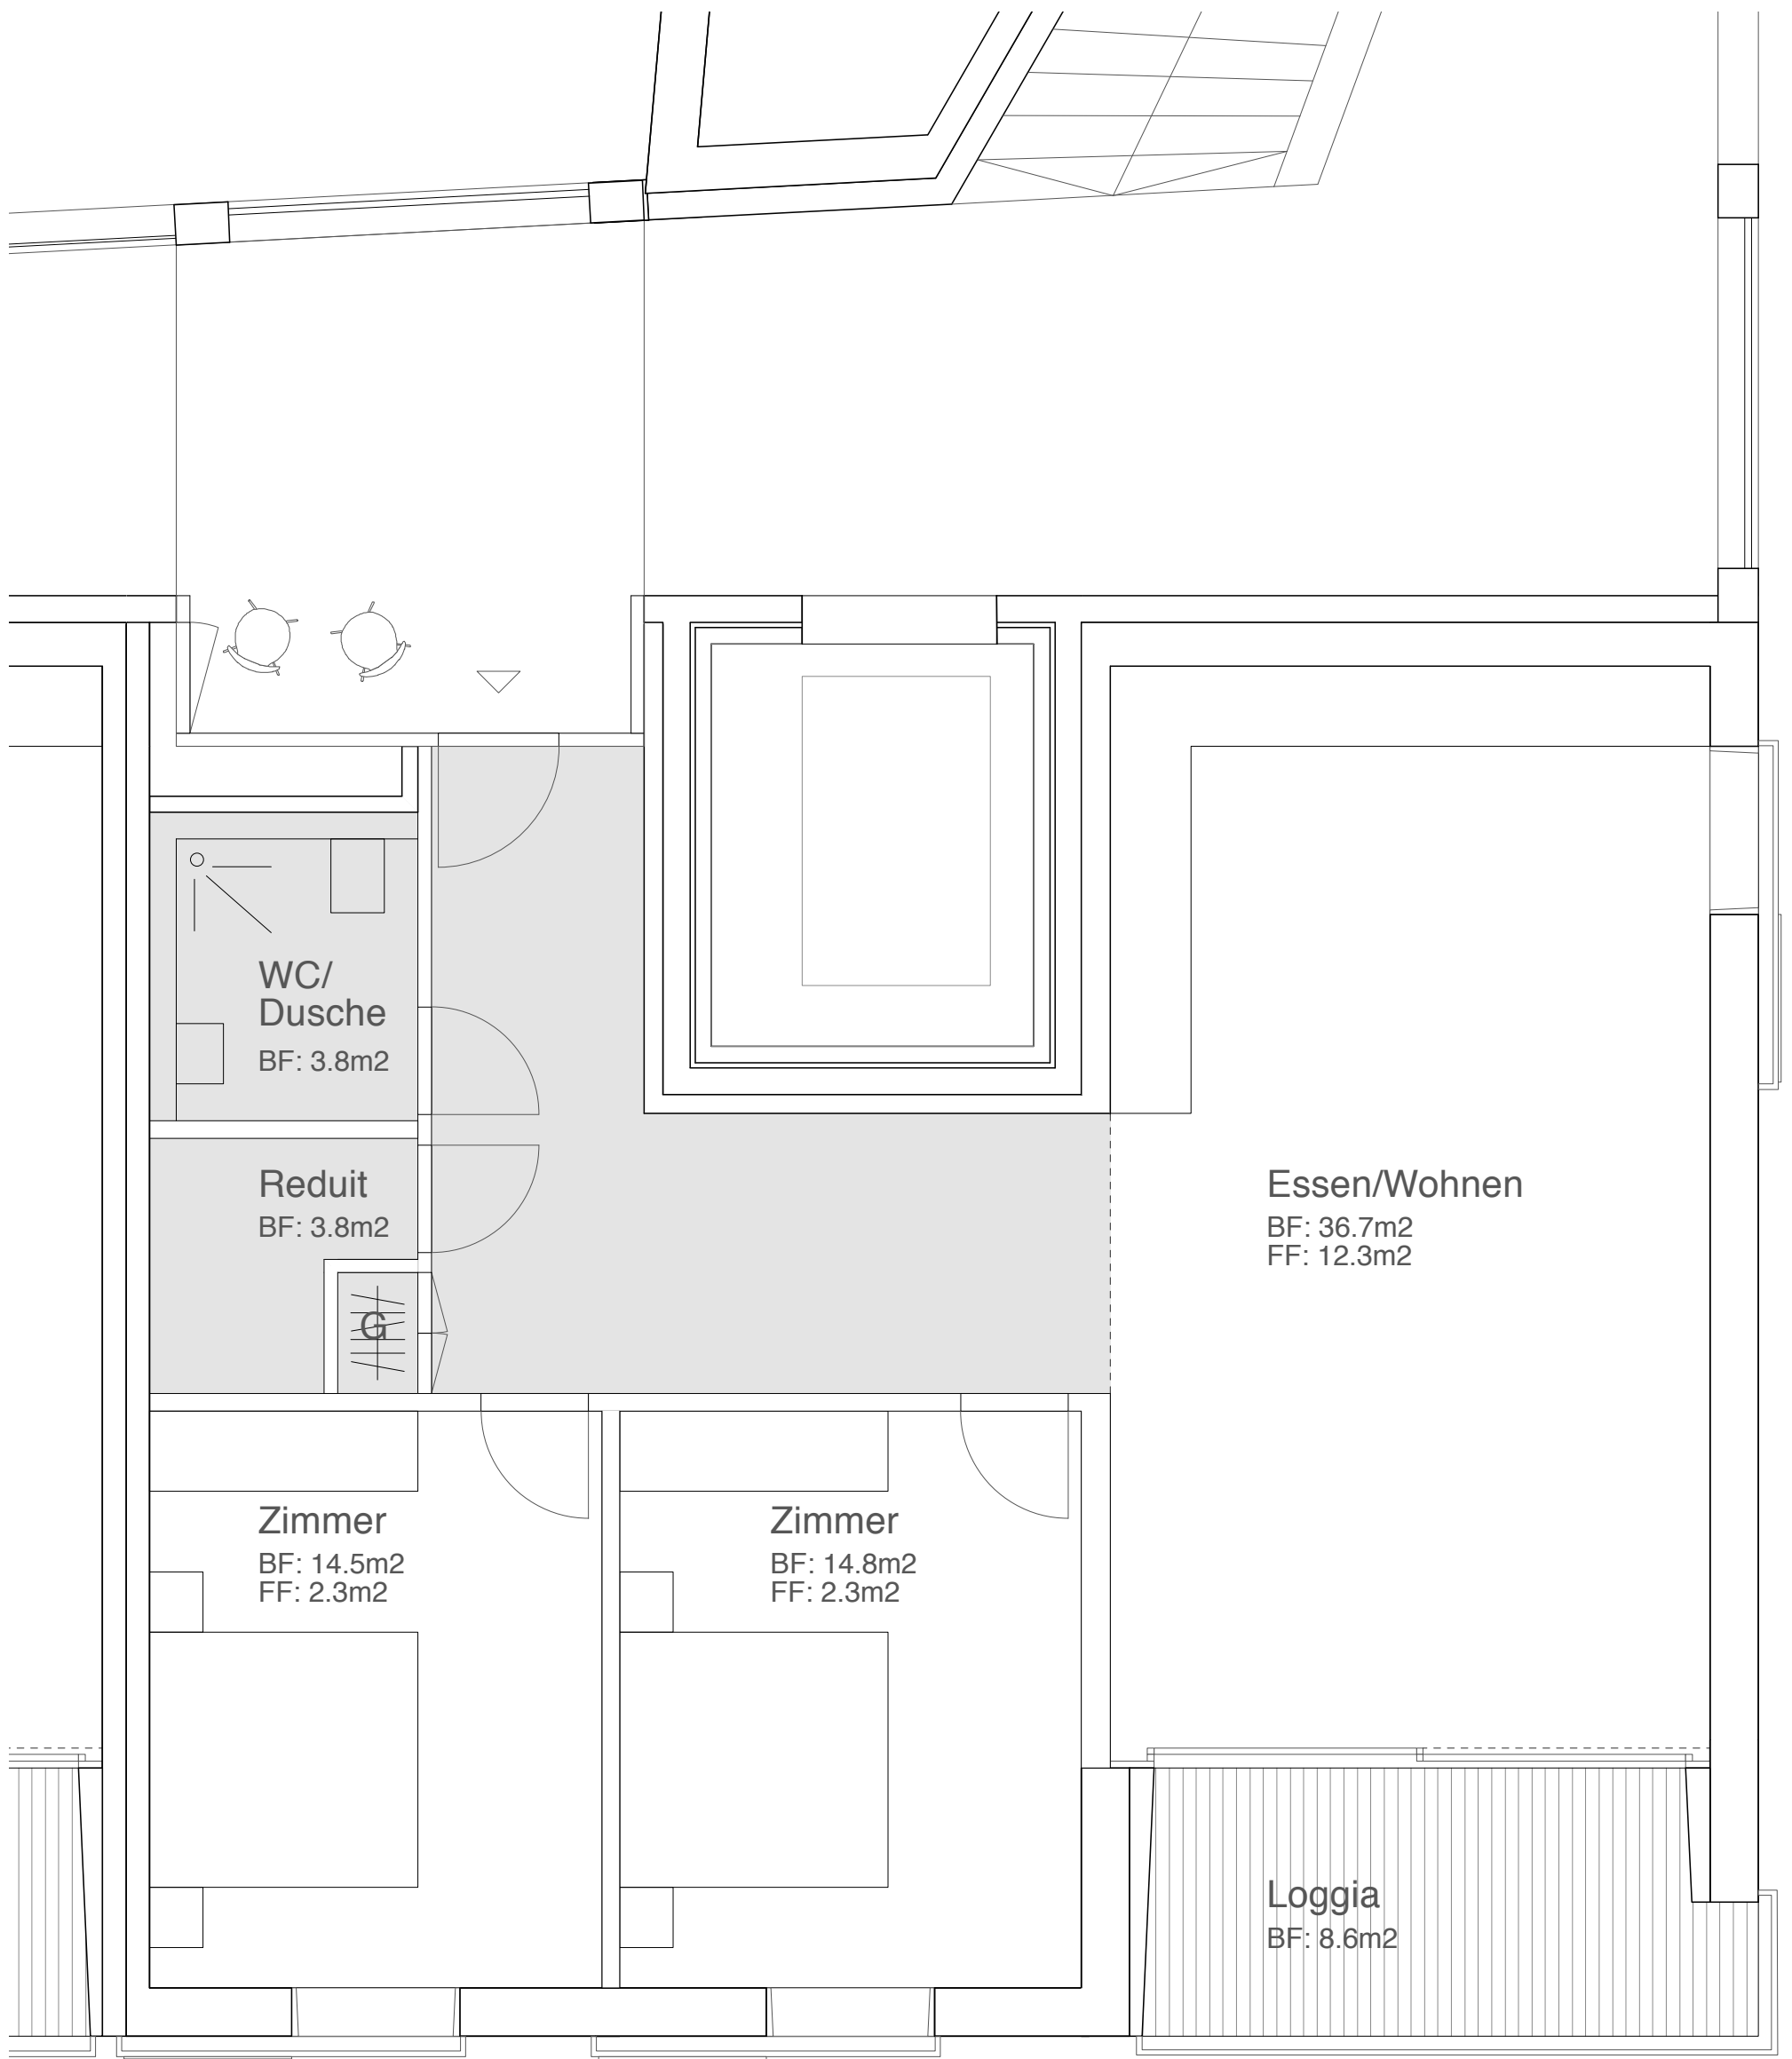 WC/
Dusche
BF: 3.8m2
Reduit
BF: 3.8m2
Essen/Wohnen
BF: 36.7m2
FF: 12.3m2
G
Zimmer
BF: 14.5m2
FF: 2.3m2
Zimmer
BF: 14.8m2
FF: 2.3m2
Loggia
BF: 8.6m2